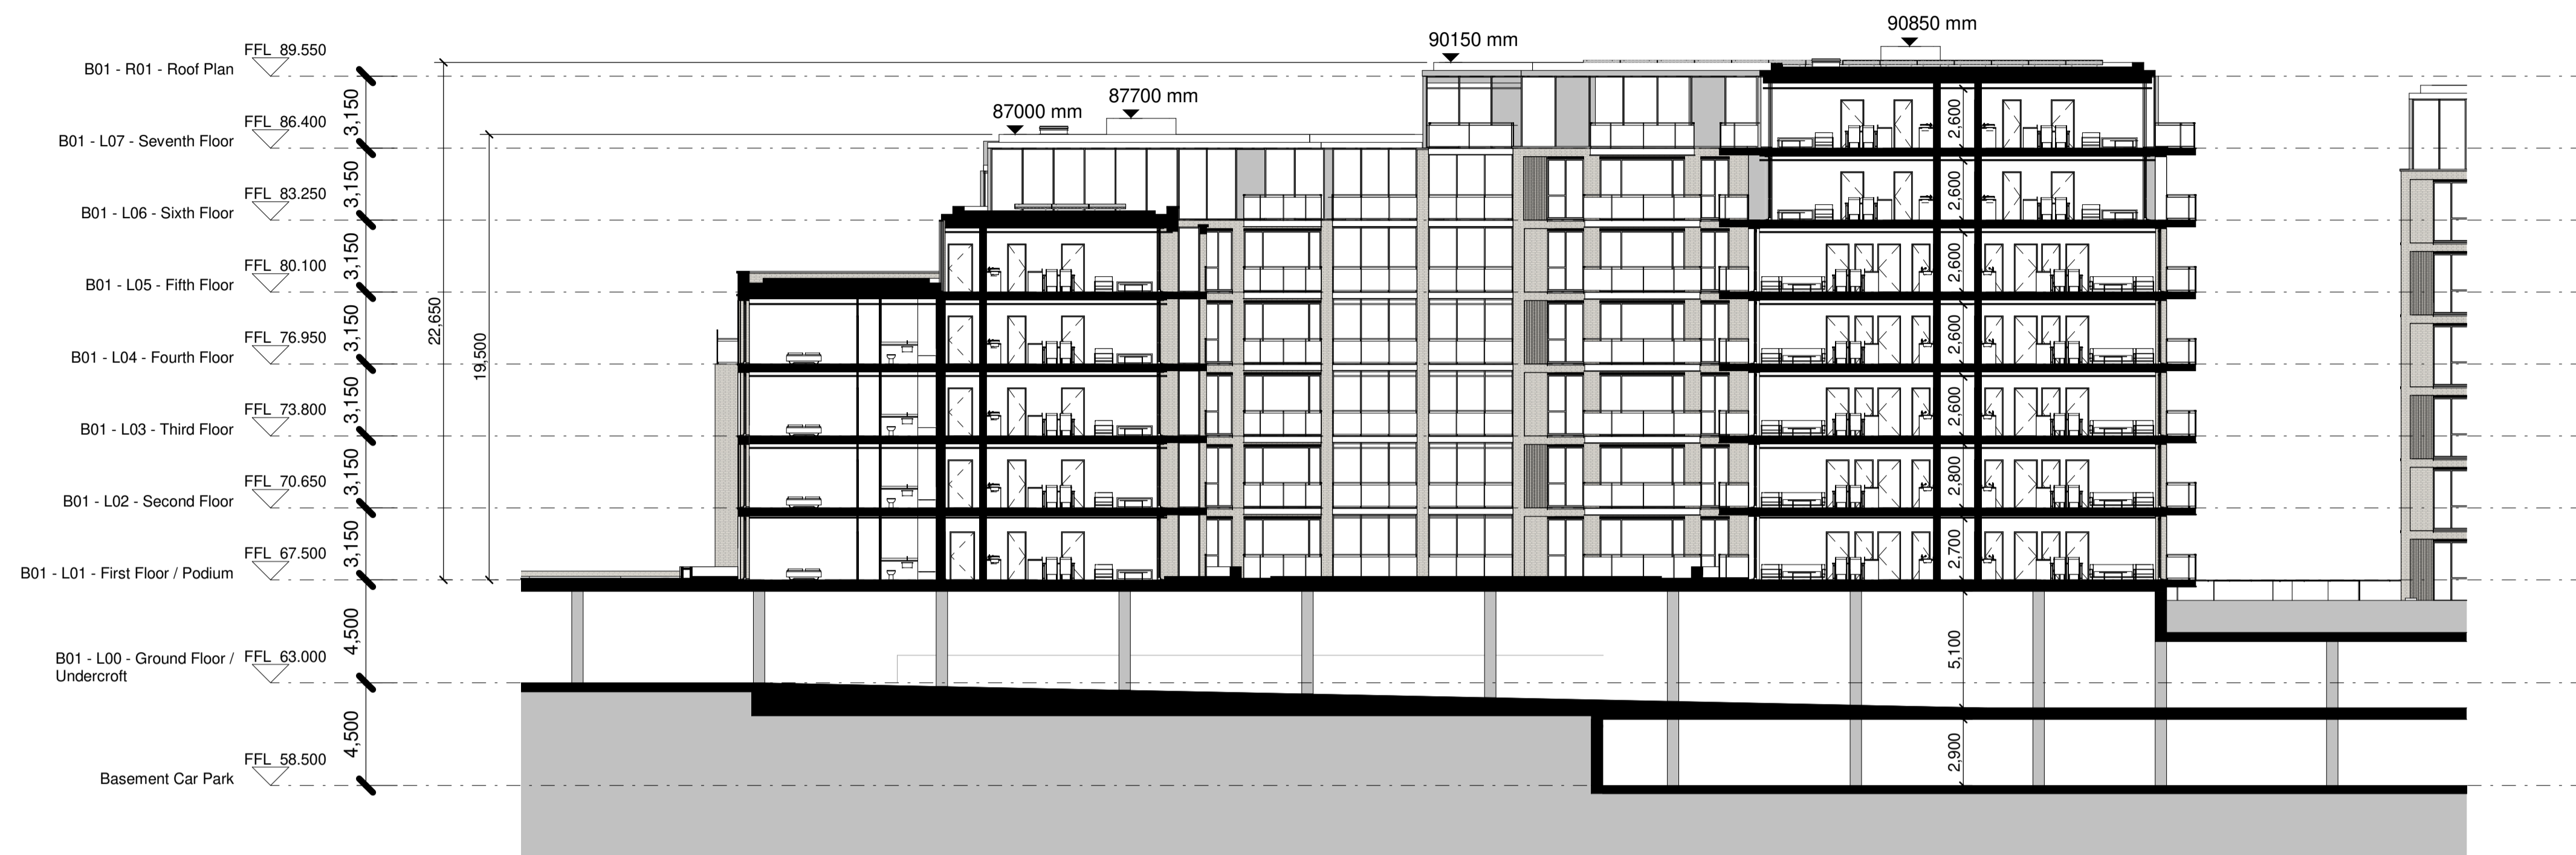 90850 mm
90150 mm
87700 mm
87000 mm
FFL 89.550
B01 - R01 - Roof Plan
3,150
FFL 86.400
B01 - L07 - Seventh Floor
3,150
FFL 83.250
B01 - L06 - Sixth Floor
3,150
FFL 80.100
B01 - L05 - Fifth Floor
3,150
FFL 76.950
B01 - L04 - Fourth Floor
3,150
FFL 73.800
B01 - L03 - Third Floor
3,150
FFL 70.650
B01 - L02 - Second Floor
3,150
FFL 67.500
B01 - L01 - First Floor / Podium
4,500
FFL 63.000
B01 - L00 - Ground Floor /
Undercroft
4,500
FFL 58.500
Basement Car Park
22,650
19,500
2,600
2,600
2,600
2,600
2,600
2,800
2,700
5,100
2,900